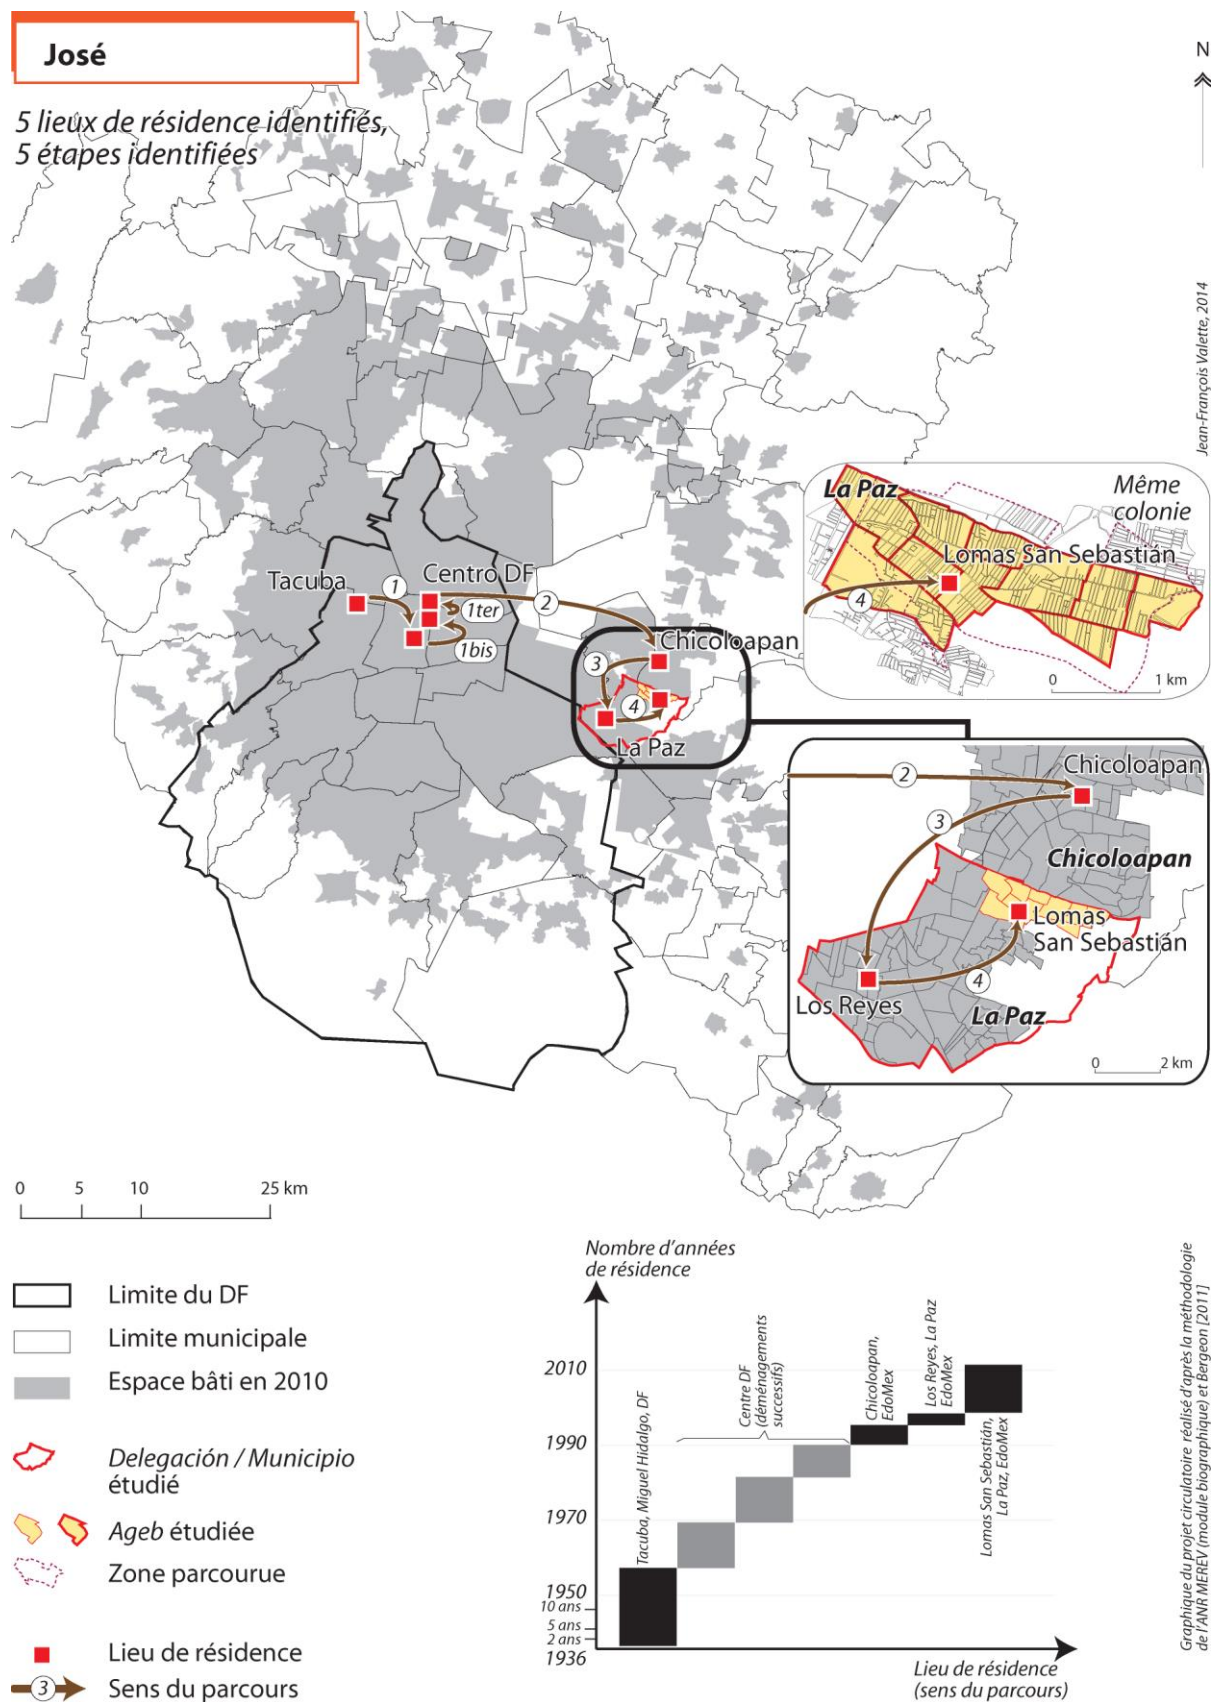 José
5 lieux de résidence identifiés,
5 étapes identifiées
N
Jean-François Valette, 2014
Tacuba
1
Centro DF
1ter
1bis
2
Chicoloapan
3
4
La Paz
La Paz
Même
colonie
Lomas San Sebastián
4
0 1 km
2
Chicoloapan
3
Chicoloapan
Lomas
San Sebastián
4
Los Reyes
La Paz
0 2 km
0 5 10 25 km
Limite du DF
Limite municipale
Espace bâti en 2010
Delegación / Municipio
étudié
Ageb étudiée
Zone parcourue
Lieu de résidence
3
Sens du parcours
Nombre d'années
de résidence
2010
1990
1970
1950
10 ans
5 ans
2 ans
1936
Tacuba, Miguel Hidalgo, DF
Centre DF
(déménagements
successifs)
Chicoloapan,
EdoMex
Los Reyes, La Paz
EdoMex
Lomas San Sebastián,
La Paz, EdoMex
Lieu de résidence
(sens du parcours)
Graphique du projet circulatoire réalisé d'après la méthodologie
de l'ANR MEREV (module biographique) et Bergeon [2011]